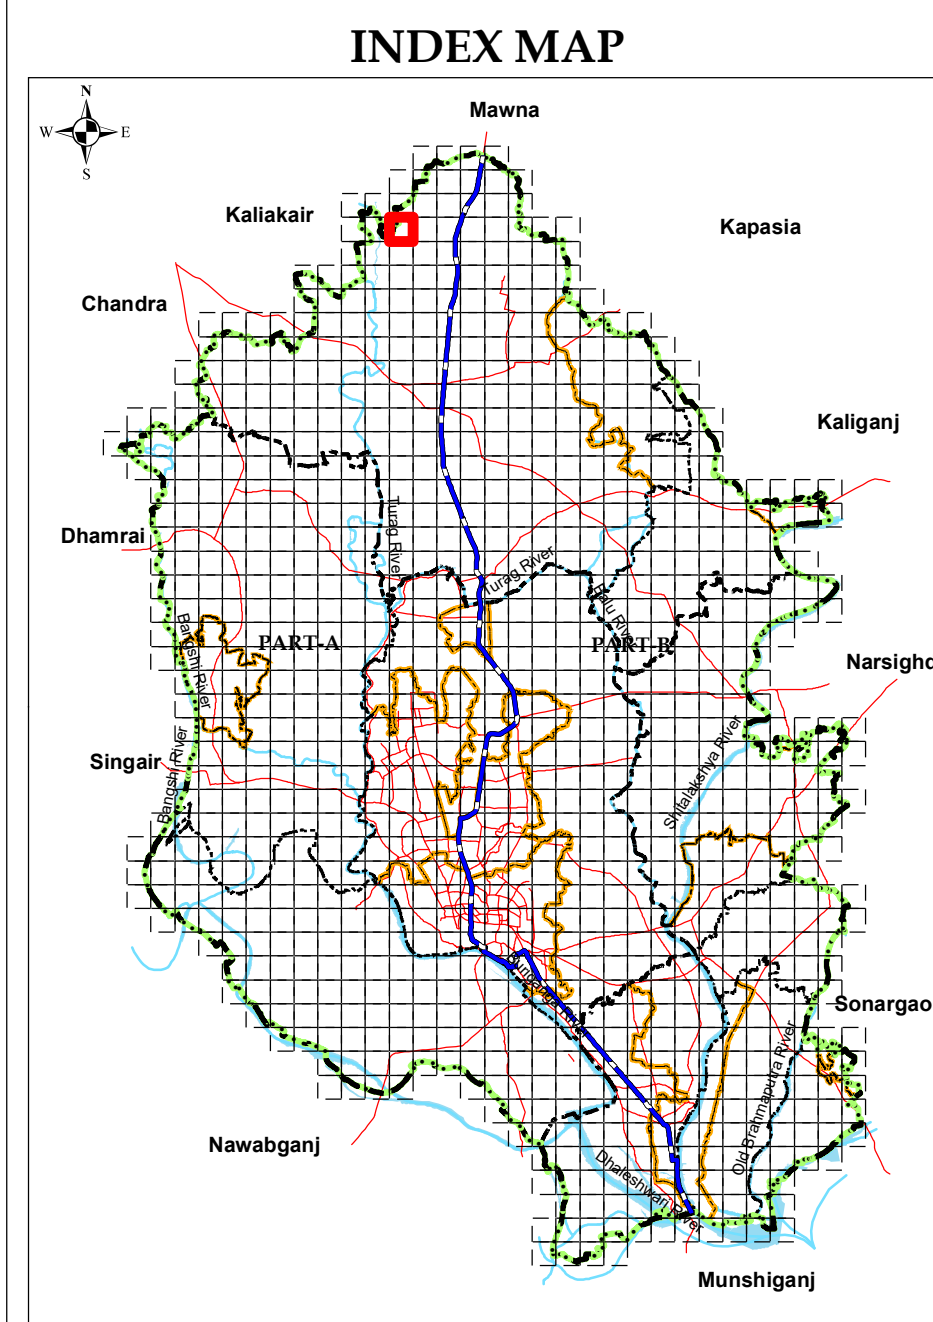 INDEX MAP
N
W E
S
Mawna
Kaliakair
Kapasia
Chandra
Kaliganj
Dhamrai
Turag River
Turag River
Balu River
Bangshi River
PART-A
PART-B
Narsighd
Singair
Bangshi River
Shitalakshya River
Buriganga River
Sonargao
Old Brahmaputra River
Nawabganj
Dhaleshwari River
Munshiganj